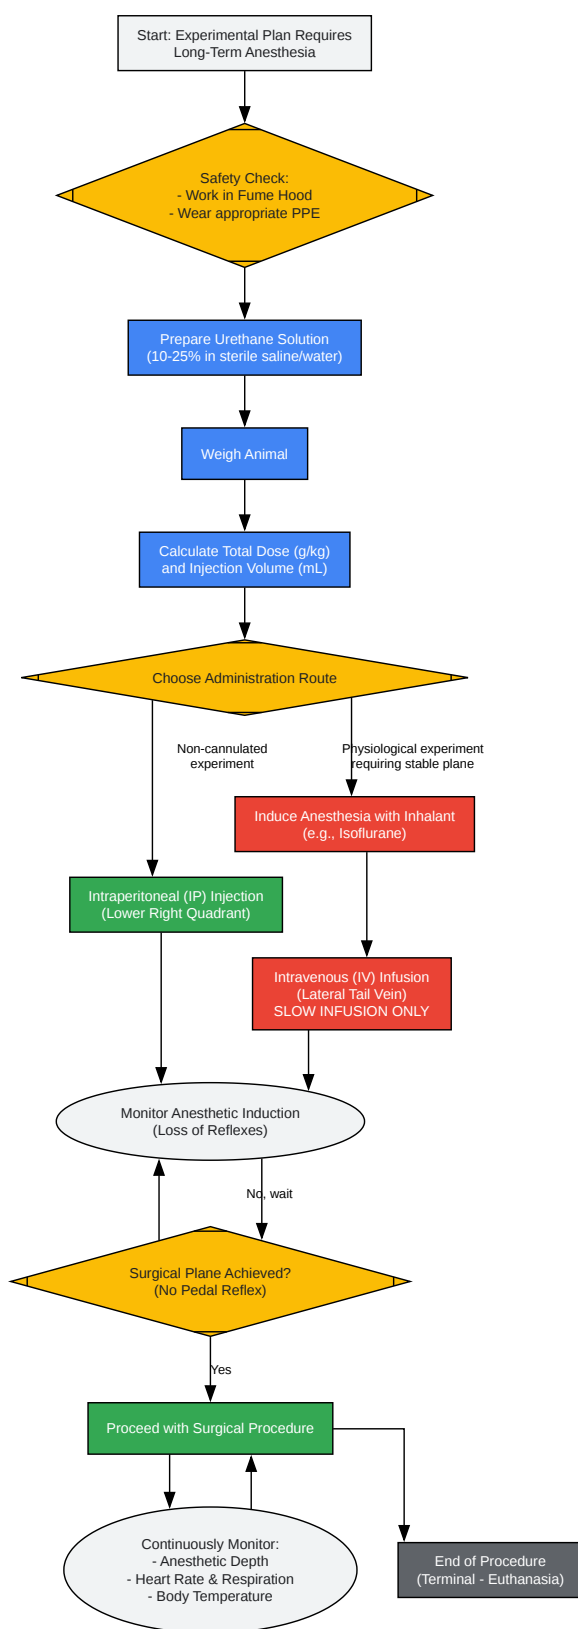 Start: Experimental Plan Requires
Long-Term Anesthesia
Safety Check:
- Work in Fume Hood
- Wear appropriate PPE
Prepare Urethane Solution
(10-25% in sterile saline/water)
Weigh Animal
Calculate Total Dose (g/kg)
and Injection Volume (mL)
Choose Administration Route
Non-cannulated
experiment
Physiological experiment
requiring stable plane
Induce Anesthesia with Inhalant
(e.g., Isoflurane)
Intraperitoneal (IP) Injection
(Lower Right Quadrant)
Intravenous (IV) Infusion
(Lateral Tail Vein)
SLOW INFUSION ONLY
Monitor Anesthetic Induction
(Loss of Reflexes)
No, wait
Surgical Plane Achieved?
(No Pedal Reflex)
Yes
Proceed with Surgical Procedure
Continuously Monitor:
- Anesthetic Depth
- Heart Rate & Respiration
- Body Temperature
End of Procedure
(Terminal - Euthanasia)